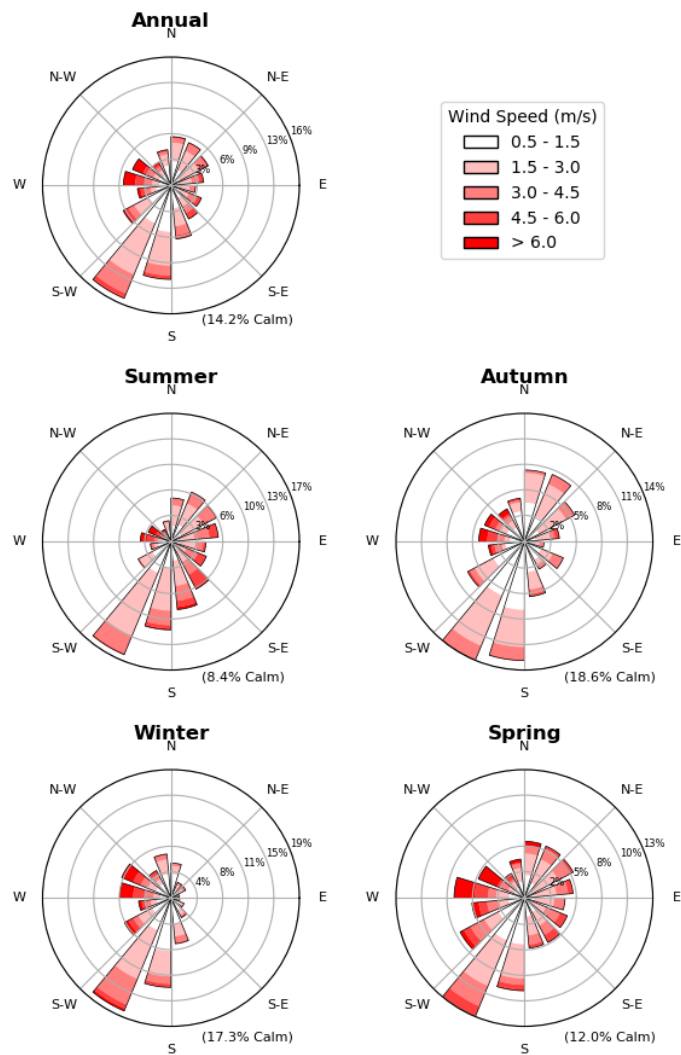 Annual
N
N-W
N-E
16%
13%
9%
6%
3%
W
E
S-W
S-E
(14.2% Calm)
S
Wind Speed (m/s)
0.5 - 1.5
1.5 - 3.0
3.0 - 4.5
4.5 - 6.0
> 6.0
Summer
N
N-W
N-E
17%
13%
10%
6%
3%
W
E
S-W
S-E
(8.4% Calm)
S
Autumn
N
N-W
N-E
14%
11%
8%
5%
2%
W
E
S-W
S-E
(18.6% Calm)
S
Winter
N
N-W
N-E
19%
15%
11%
8%
4%
W
E
S-W
S-E
(17.3% Calm)
S
Spring
N
N-W
N-E
13%
10%
8%
5%
2%
W
E
S-W
S-E
(12.0% Calm)
S